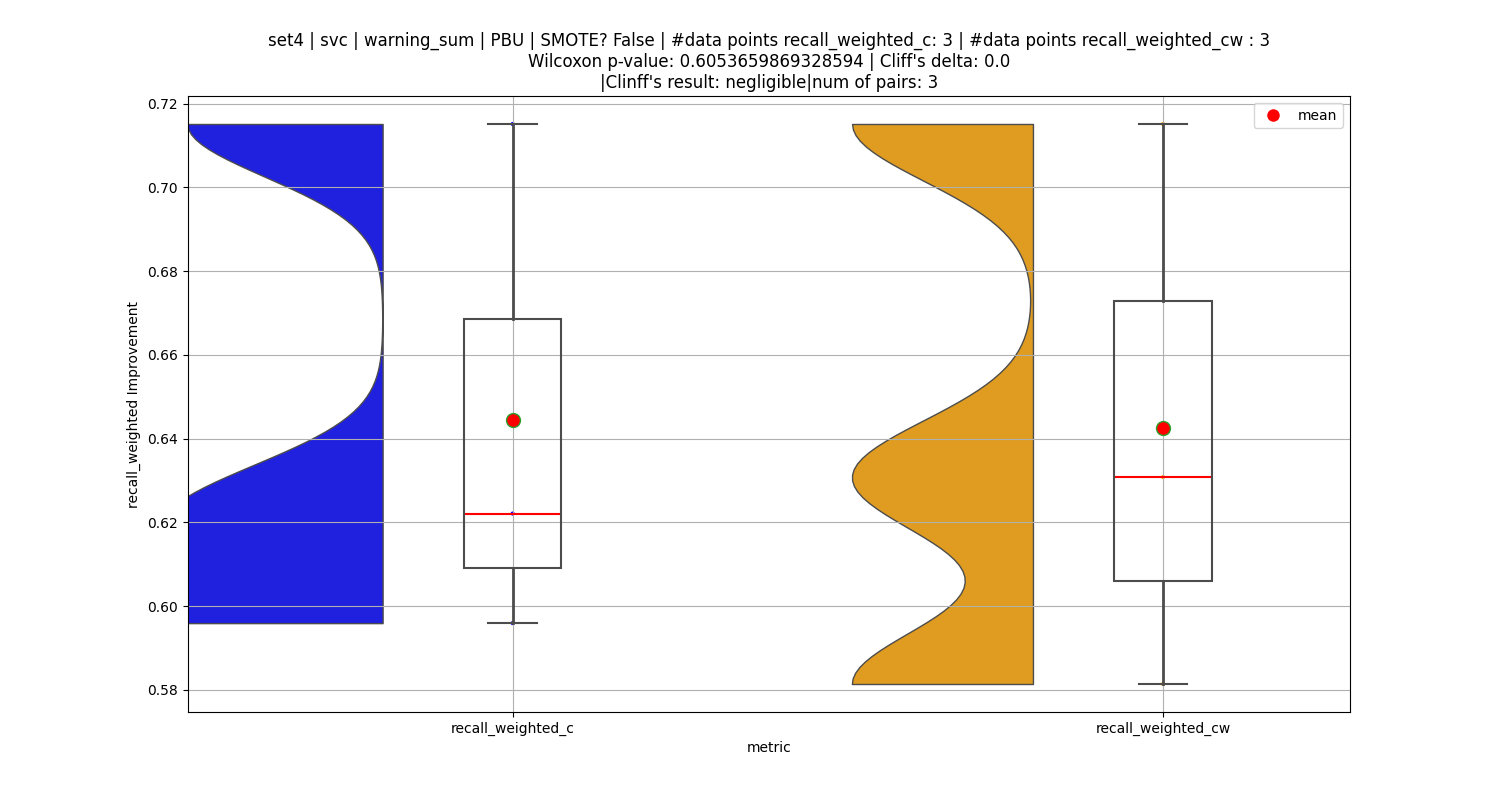 set4 | svc | warning_sum | PBU | SMOTE? False | #data points recall_weighted_c: 3 | #data points recall_weighted_cw : 3
Wilcoxon p-value: 0.6053659869328594 | Cliff's delta: 0.0
|Clinff's result: negligible|num of pairs: 3
mean
0.72
0.70
0.68
0.66
0.64
0.62
0.60
0.58
recall_weighted Improvement
recall_weighted_c
recall_weighted_cw
metric